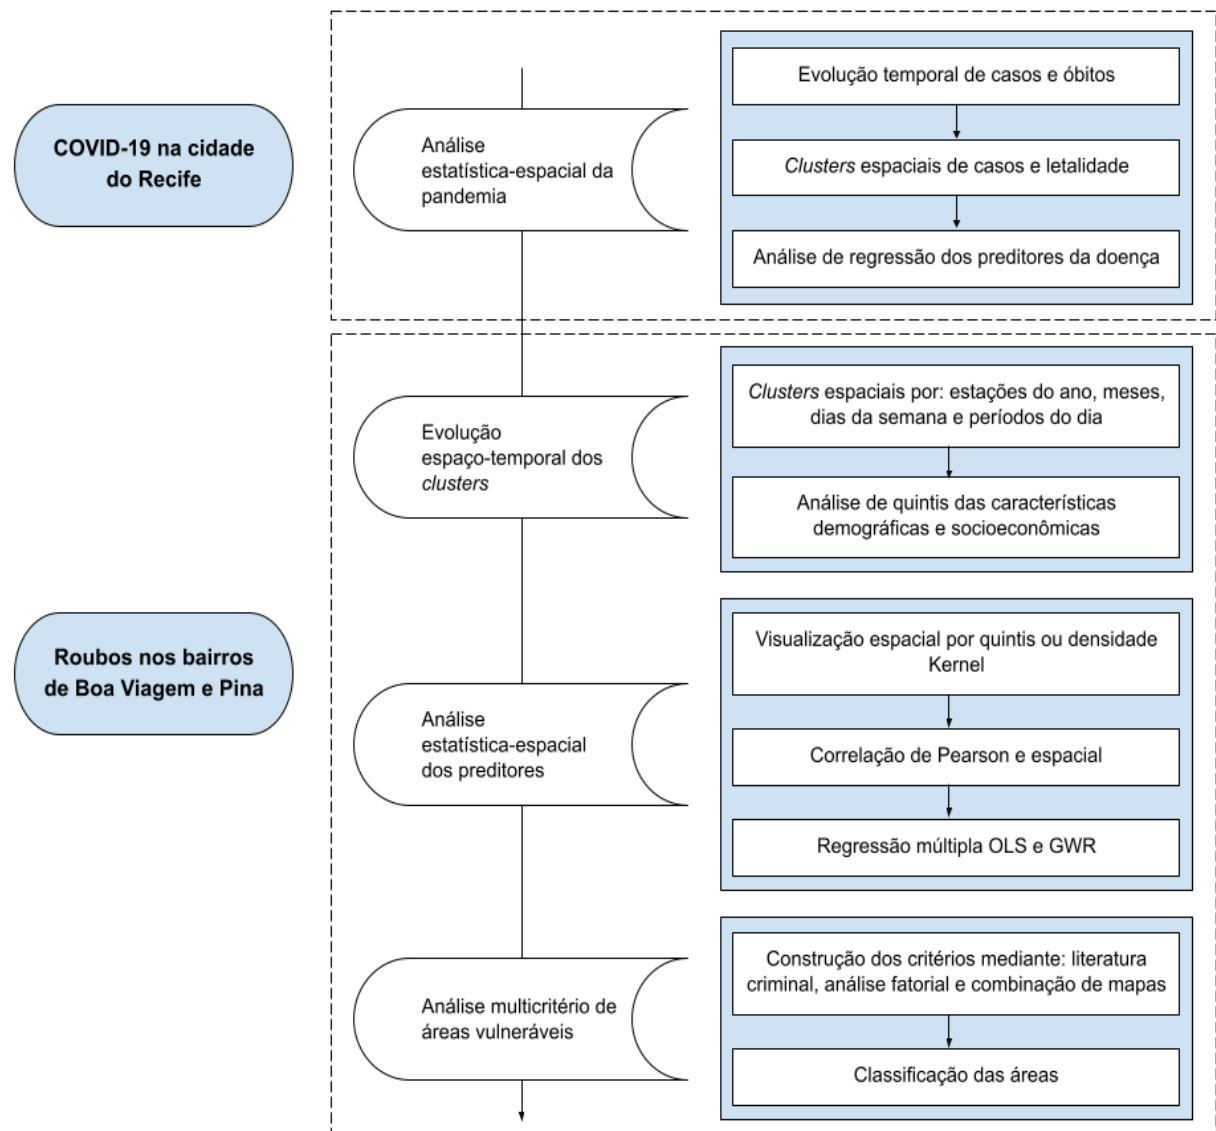 COVID-19 na cidade
do Recife
Análise
estatística-espacial da
pandemia
Evolução temporal de casos e óbitos
Clusters espaciais de casos e letalidade
Análise de regressão dos preditores da doença
Roubos nos bairros
de Boa Viagem e Pina
Evolução
espaço-temporal dos
clusters
Clusters espaciais por: estações do ano, meses,
dias da semana e períodos do dia
Análise de quintis das características
demográficas e socioeconômicas
Análise
estatística-espacial
dos preditores
Visualização espacial por quintis ou densidade
Kernel
Correlação de Pearson e espacial
Regressão múltipla OLS e GWR
Análise multicritério de
áreas vulneráveis
Construção dos critérios mediante: literatura
criminal, análise fatorial e combinação de mapas
Classificação das áreas